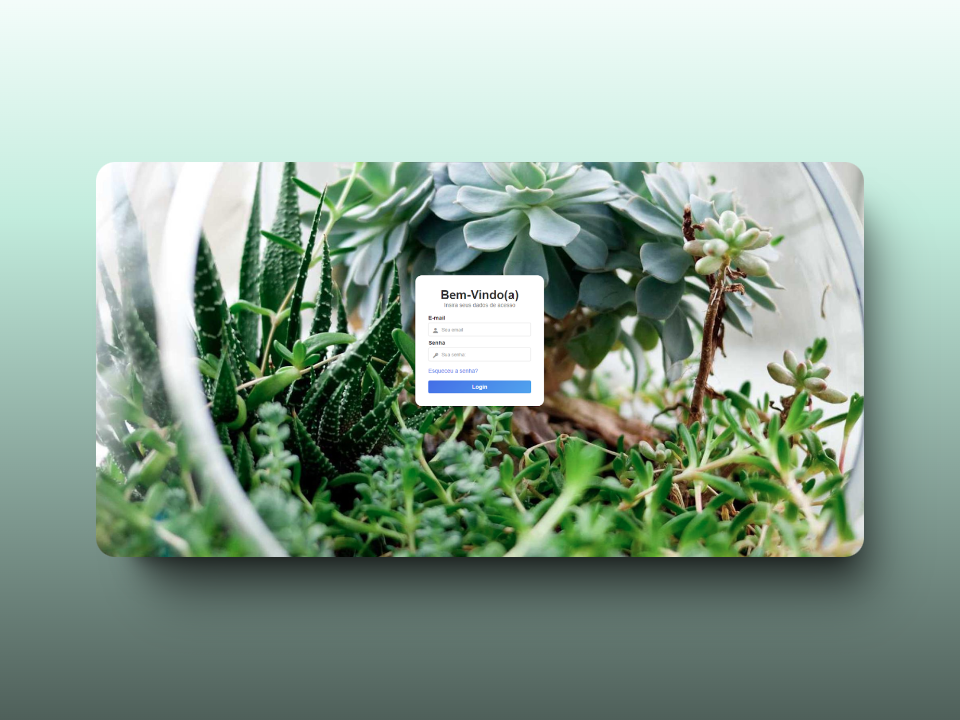 Bem-Vindo(a)
Insira seus dados de acesso
E-mail
Seu email
Senha
Sua senha
Esqueceu a senha?
Login